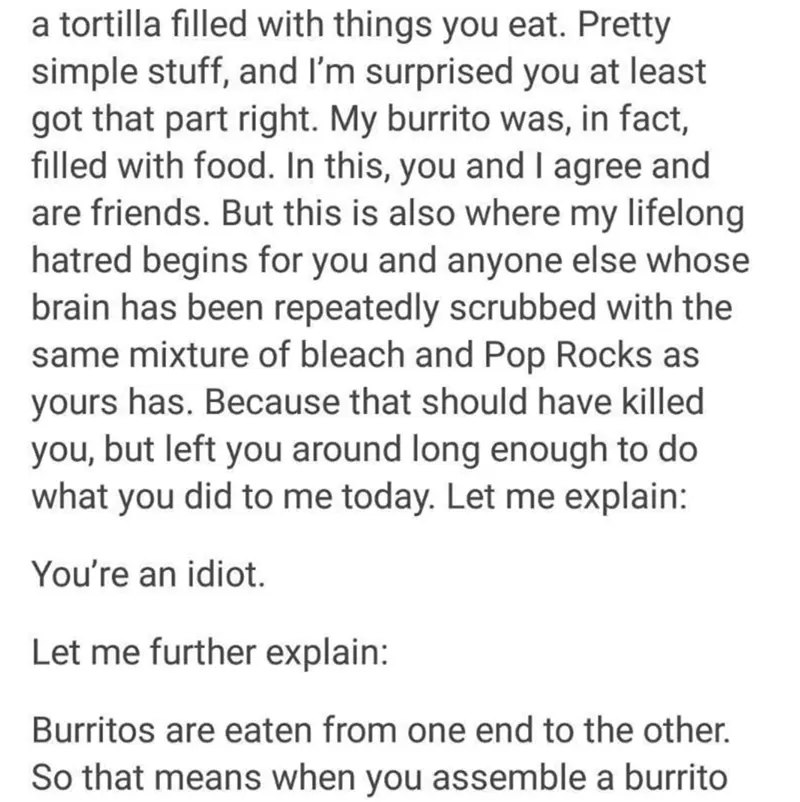 a tortilla filled with things you eat. Pretty
simple stuff, and I’m surprised you at least
got that part right. My burrito was, in fact,
filled with food. In this, you and I agree and
are friends. But this is also where my lifelong
hatred begins for you and anyone else whose
brain has been repeatedly scrubbed with the
same mixture of bleach and Pop Rocks as
yours has. Because that should have killed
you, but left you around long enough to do
what you did to me today. Let me explain:
You’re an idiot.
Let me further explain:
Burritos are eaten from one end to the other.
So that means when you assemble a burrito